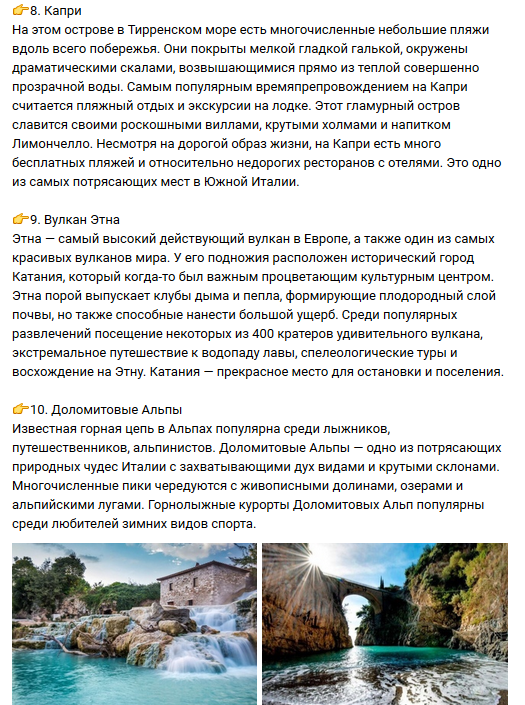 👉8. Капри
На этом острове в Тирренском море есть многочисленные небольшие пляжи
вдоль всего побережья. Они покрыты мелкой гладкой галькой, окружены
драматическими скалами, возвышающимися прямо из теплой совершенно
прозрачной воды. Самым популярным времяпрепровождением на Капри
считается пляжный отдых и экскурсии на лодке. Этот гламурный остров
славится своими роскошными виллами, крутыми холмами и напитком
Лимончелло. Несмотря на дорогой образ жизни, на Капри есть много
бесплатных пляжей и относительно недорогих ресторанов с отелями. Это одно
из самых потрясающих мест в Южной Италии.
👉9. Вулкан Этна
Этна — самый высокий действующий вулкан в Европе, а также один из самых
красивых вулканов мира. У его подножия расположен исторический город
Катания, который когда-то был важным процветающим культурным центром.
Этна порой выпускает клубы дыма и пепла, формирующие плодородный слой
почвы, но также способные нанести большой ущерб. Среди популярных
развлечений посещение некоторых из 400 кратеров удивительного вулкана,
экстремальное путешествие к водопаду лавы, спелеологические туры и
восхождение на Этну. Катания — прекрасное место для остановки и поселения.
👉10. Доломитовые Альпы
Известная горная цепь в Альпах популярна среди лыжников,
путешественников, альпинистов. Доломитовые Альпы — одно из потрясающих
природных чудес Италии с захватывающими дух видами и крутыми склонами.
Многочисленные пики чередуются с живописными долинами, озерами и
альпийскими лугами. Горнолыжные курорты Доломитовых Альп популярны
среди любителей зимних видов спорта.